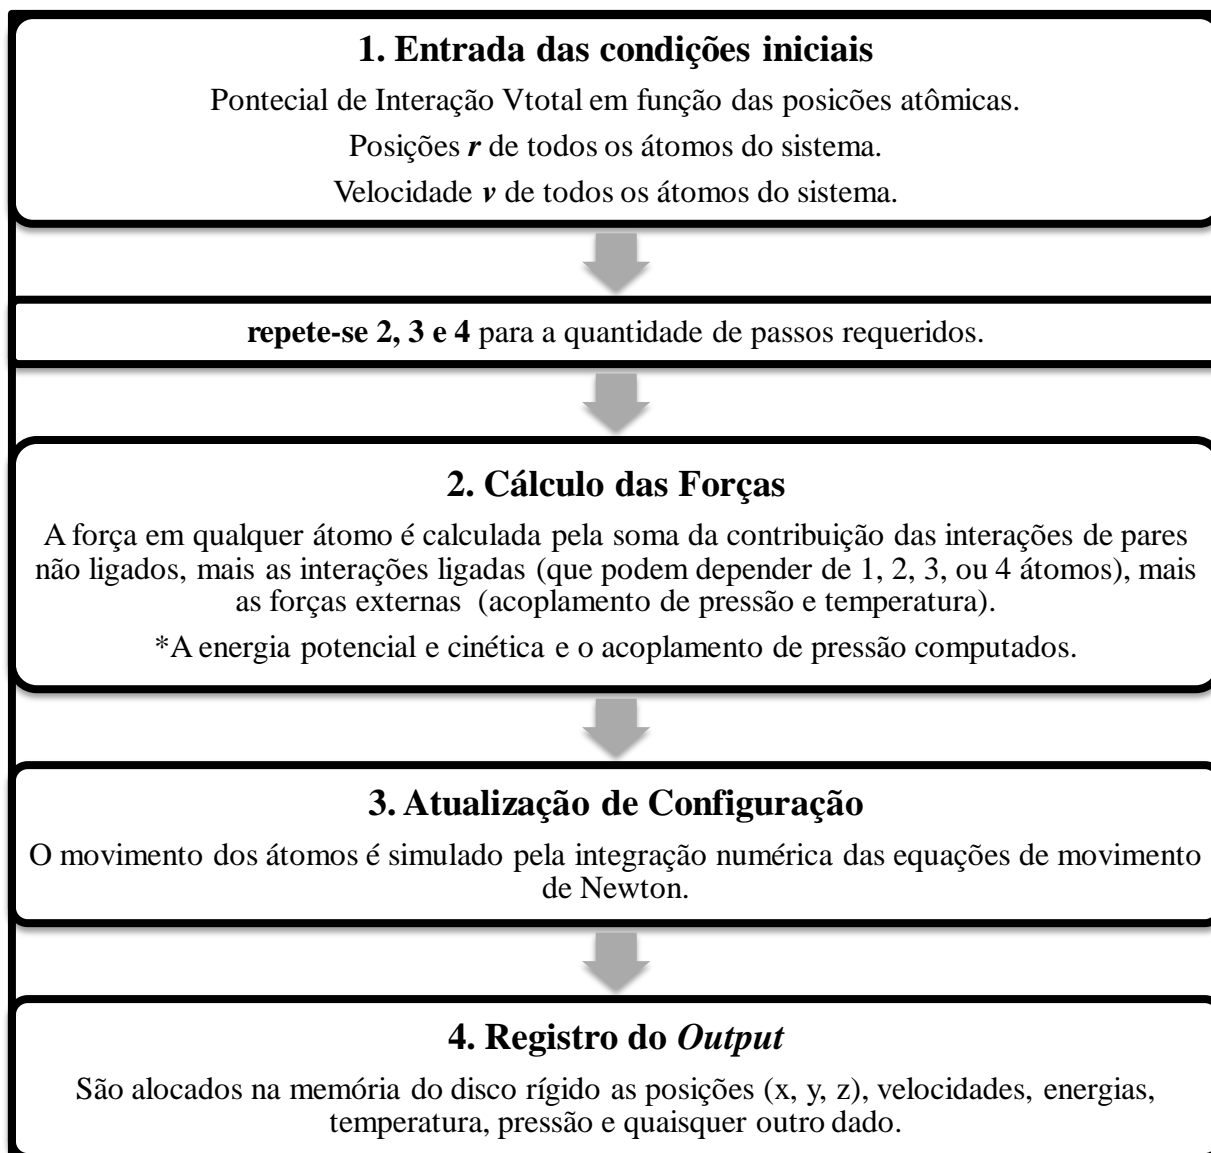 1. Entrada das condições iniciais
Pontecial de Interação Vtotal em função das posicões atômicas.
Posições r de todos os átomos do sistema.
Velocidade v de todos os átomos do sistema.
repete-se 2, 3 e 4 para a quantidade de passos requeridos.
2. Cálculo das Forças
A força em qualquer átomo é calculada pela soma da contribuição das interações de pares
não ligados, mais as interações ligadas (que podem depender de 1, 2, 3, ou 4 átomos), mais
as forças externas (acoplamento de pressão e temperatura).
*A energia potencial e cinética e o acoplamento de pressão computados.
3. Atualização de Configuração
O movimento dos átomos é simulado pela integração numérica das equações de movimento
de Newton.
4. Registro do Output
São alocados na memória do disco rígido as posições (x, y, z), velocidades, energias,
temperatura, pressão e quaisquer outro dado.